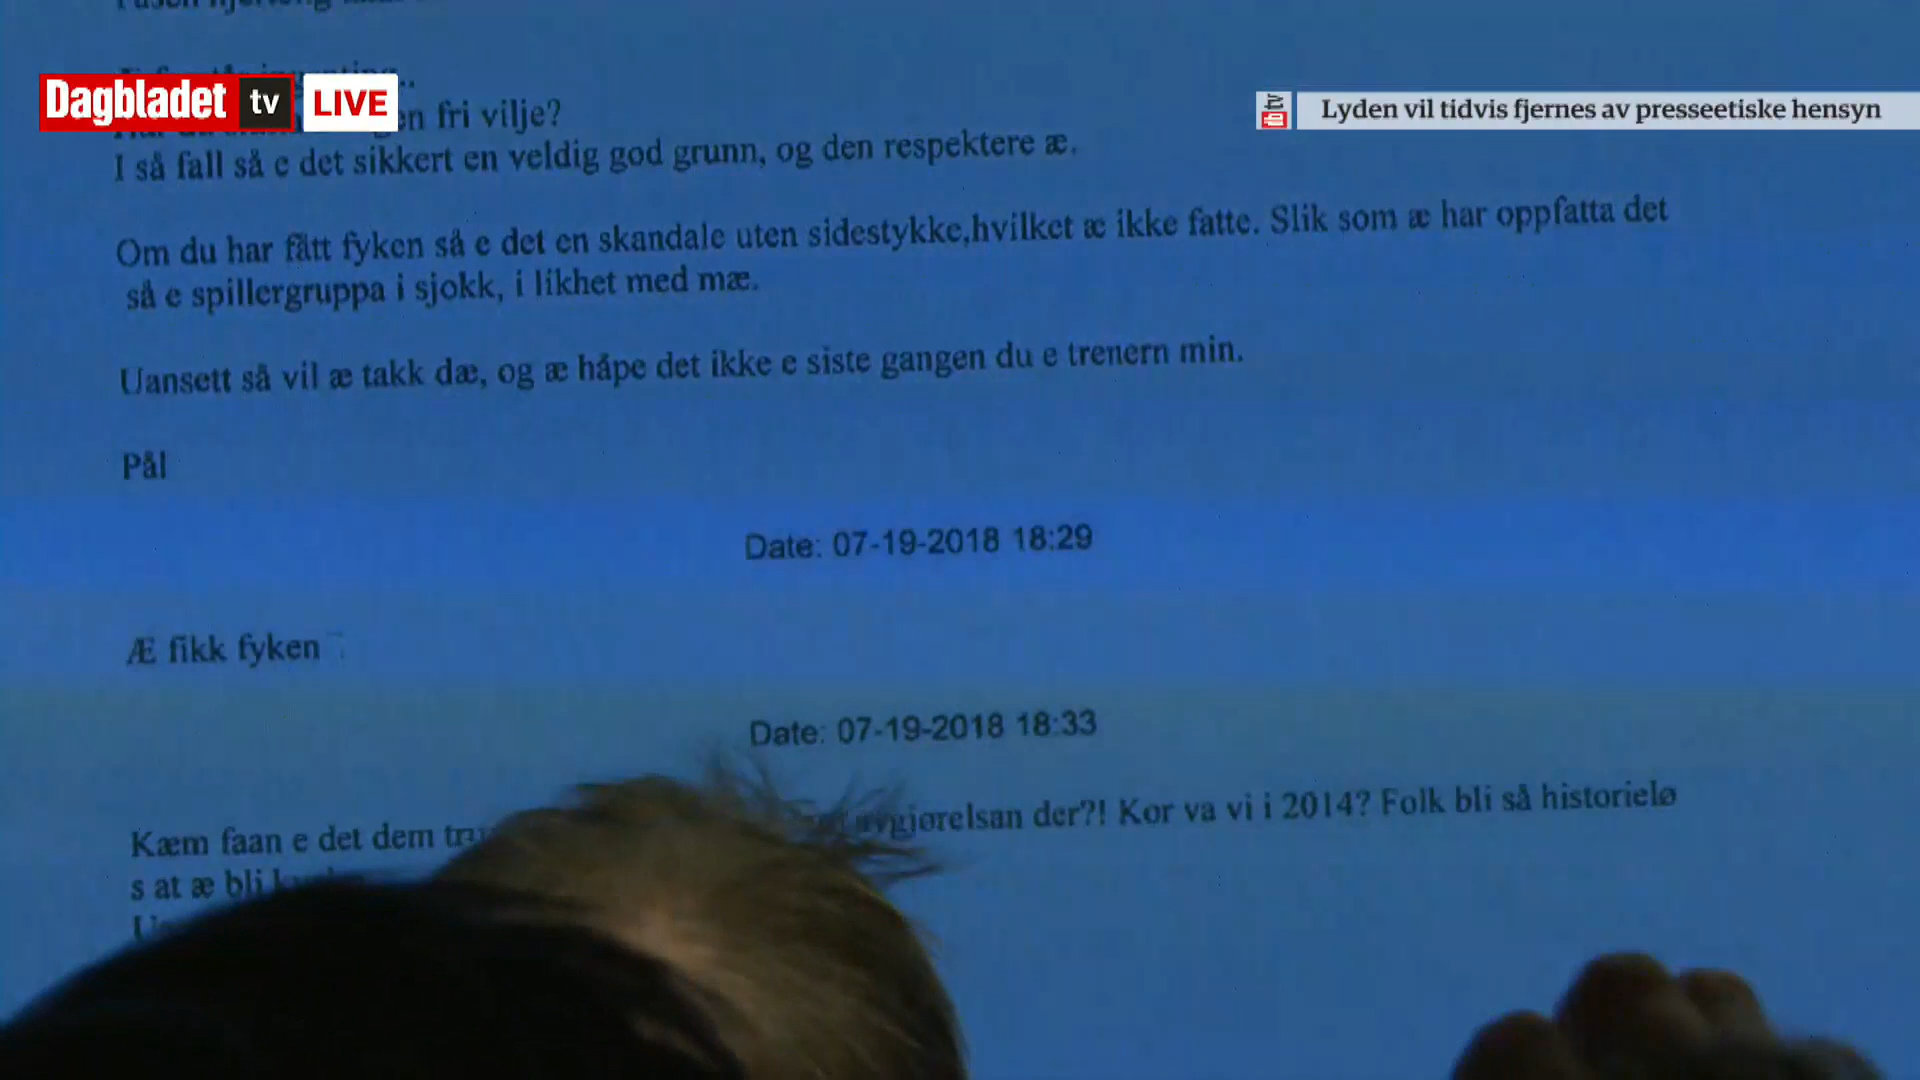 Dagbladet tv LIVE
Lyden vil tidvis fjernes av presseetiske hensyn
fri vilje?
I så fall så e det sikkert en veldig god grunn, og den respektere æ.
Om du har fått fyken så e det en skandale uten sidestykke,hvilket æ ikke fatte. Slik som æ har oppfatta det
så e spillergruppa i sjokk, i likhet med mæ.
Uansett så vil æ takk dæ, og æ håpe det ikke e siste gangen du e trenern min.
Pål
Date: 07-19-2018 18:29
Æ fikk fyken
Date: 07-19-2018 18:33
Kæm faan e det dem avgjørelsan der?! Kor va vi i 2014? Folk bli så historielø
s at æ bli